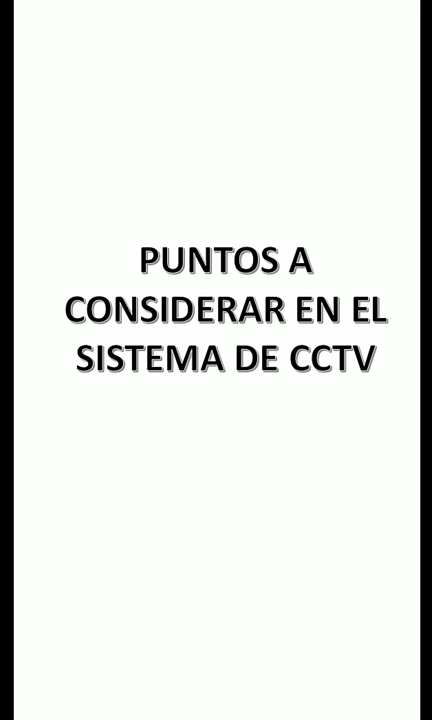 PUNTOS A
CONSIDERAR EN EL
SISTEMA DE CCTV